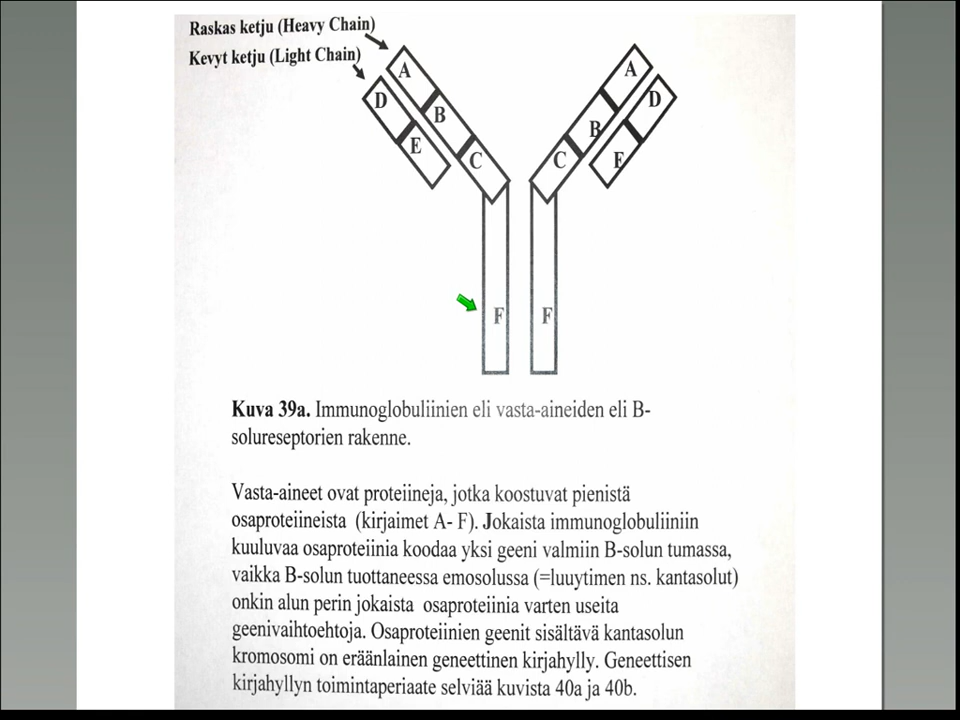 Raskas ketju (Heavy Chain)
Kevyt ketju (Light Chain)
A
D
B
E
C
A
D
B
C
E
F
F
Kuva 39a. Immunoglobuliinien eli vasta-aineiden eli B-
solureseptorien rakenne.
Vasta-aineet ovat proteiineja, jotka koostuvat pienistä
osaproteiineista (kirjaimet A- F). Jokaista immunoglobuliiniin
kuuluvaa osaproteiinia koodaa yksi geeni valmiin B-solun tumassa,
vaikka B-solun tuottaneessa emosolussa (=luuytimen ns. kantasolut)
onkin alun perin jokaista osaproteiinia varten useita
geenivaihtoehtoja. Osaproteiinien geenit sisältävä kantasolun
kromosomi on eräänlainen geneettinen kirjahylly. Geneettisen
kirjahyllyn toimintaperiaate selviää kuvista 40a ja 40b.